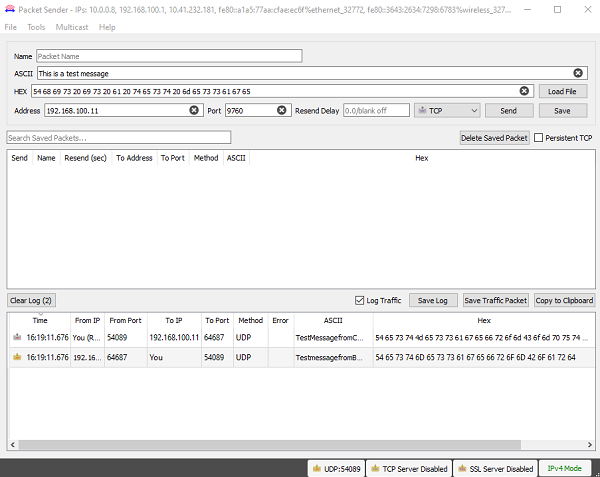 Packet Sender - IPs: 10.0.0.8, 192.168.100.1, 10.41.232.181, fe80::a1a5:77aa:cfae:ec6f%ethernet_32772, fe80::3643:2634:7298:6783%wireless_327...
File Tools Multicast Help
Name Packet Name
ASCII This is a test message
HEX 54 68 69 73 20 69 73 20 61 20 74 65 73 74 20 6d 65 73 73 61 67 65 Load File
Address 192.168.100.11 Port 9760 Resend Delay 0.0/blank off TCP Send Save
Search Saved Packets... Delete Saved Packet Persistent TCP
Send Name Resend (sec) To Address To Port Method ASCII Hex
Clear Log (2) Log Traffic Save Log Save Traffic Packet Copy to Clipboard
Time From IP From Port To IP To Port Method Error ASCII Hex
16:19:11.676 You (R... 54089 192.168.100.11 64687 UDP TestMessagefromC... 54 65 73 74 4d 65 73 73 61 67 65 66 72 6f 6d 43 6f 6d 70 75 74 ...
16:19:11.676 192.16... 64687 You 54089 UDP TestMessagefromB... 54 65 73 74 6D 65 73 73 61 67 65 66 72 6F 6D 42 6F 61 72 64
UDP:54089 TCP Server Disabled SSL Server Disabled IPv4 Mode